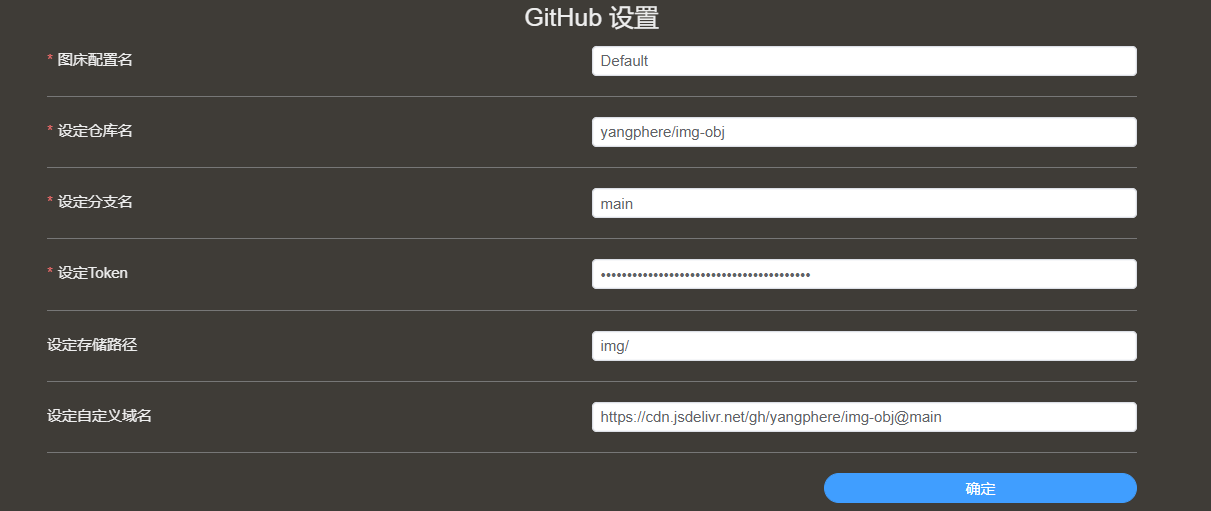 GitHub 设置
* 图床配置名
Default
* 设定仓库名
yangphere/img-obj
* 设定分支名
main
* 设定Token
••••••••••••••••••••••••••••••••••••••••
设定存储路径
img/
设定自定义域名
https://cdn.jsdelivr.net/gh/yangphere/img-obj@main
确定